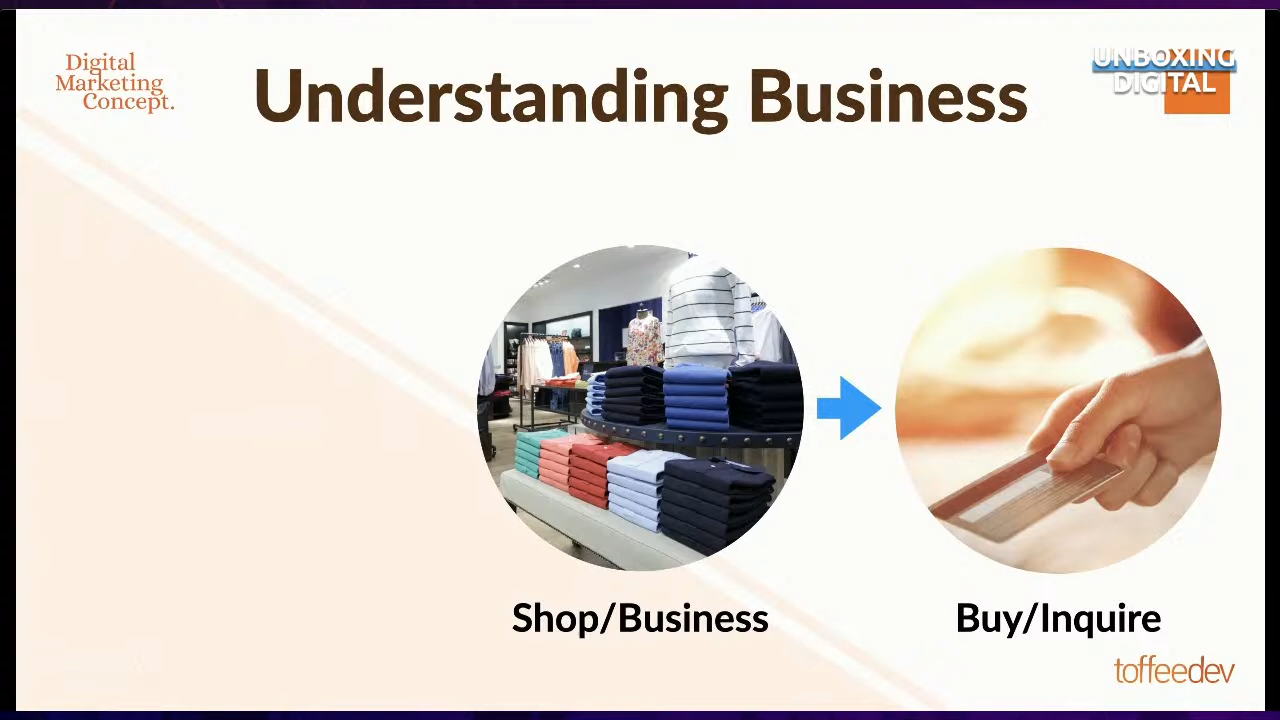 Digital
Marketing
Concept.
Understanding Business
UNBOXING
DIGITAL
Shop/Business
Buy/Inquire
toffeedev